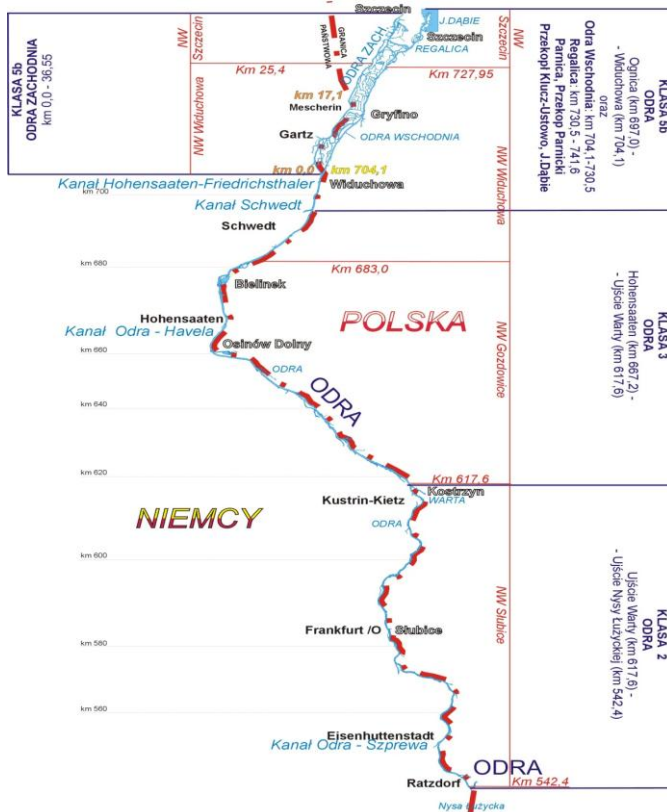 KLASA 5b
ODRA ZACHODNIA
km 0,0 - 36,55
NW
Szczecin
NW Widuchowa
GRANICA
PAŃSTWOWA
Szczecin
ODRA ZACH.
J.DĄBIE
Szczecin
REGALICA
Km 25,4
Km 727,95
km 17,1
Mescherin
Gryfino
Gartz
ODRA WSCHODNIA
km 0,0
km 704,1
Kanał Hohensaaten-Friedrichsthaler
Widuchowa
km 700
Kanał Schwedt
Schwedt
km 680
Km 683,0
Bielinek
Hohensaaten
POLSKA
Kanał Odra - Havela
Osinów Dolny
km 660
ODRA
ODRA
km 640
km 620
Km 617,6
Kostrzyn
Kustrin-Kietz
WARTA
NIEMCY
ODRA
km 600
Frankfurt /O
Słubice
km 580
km 560
Eisenhuttenstadt
Kanał Odra - Szprewa
ODRA
Ratzdorf
Km 542,4
Nysa Łużycka
Szczecin
NW
NW Widuchowa
NW Gozdowice
NW Słubice
KLASA 5b
Ognica (km 697,0) -
- Widuchowa (km 704,1)
oraz
Odra Wschodnia: km 704,1-730,5
Regalica: km 730,5 - 741,6
Parnica, Przekop Parnicki
Przekopl Klucz-Ustowo, J.Dąbie
KLASA 3
ODRA
Hohensaaten (km 667,2) -
- Ujście Warty (km 617,6)
KLASA 2
ODRA
Ujście Warty (km 617,6) -
- Ujście Nysy Łużyckiej (km 542,4)